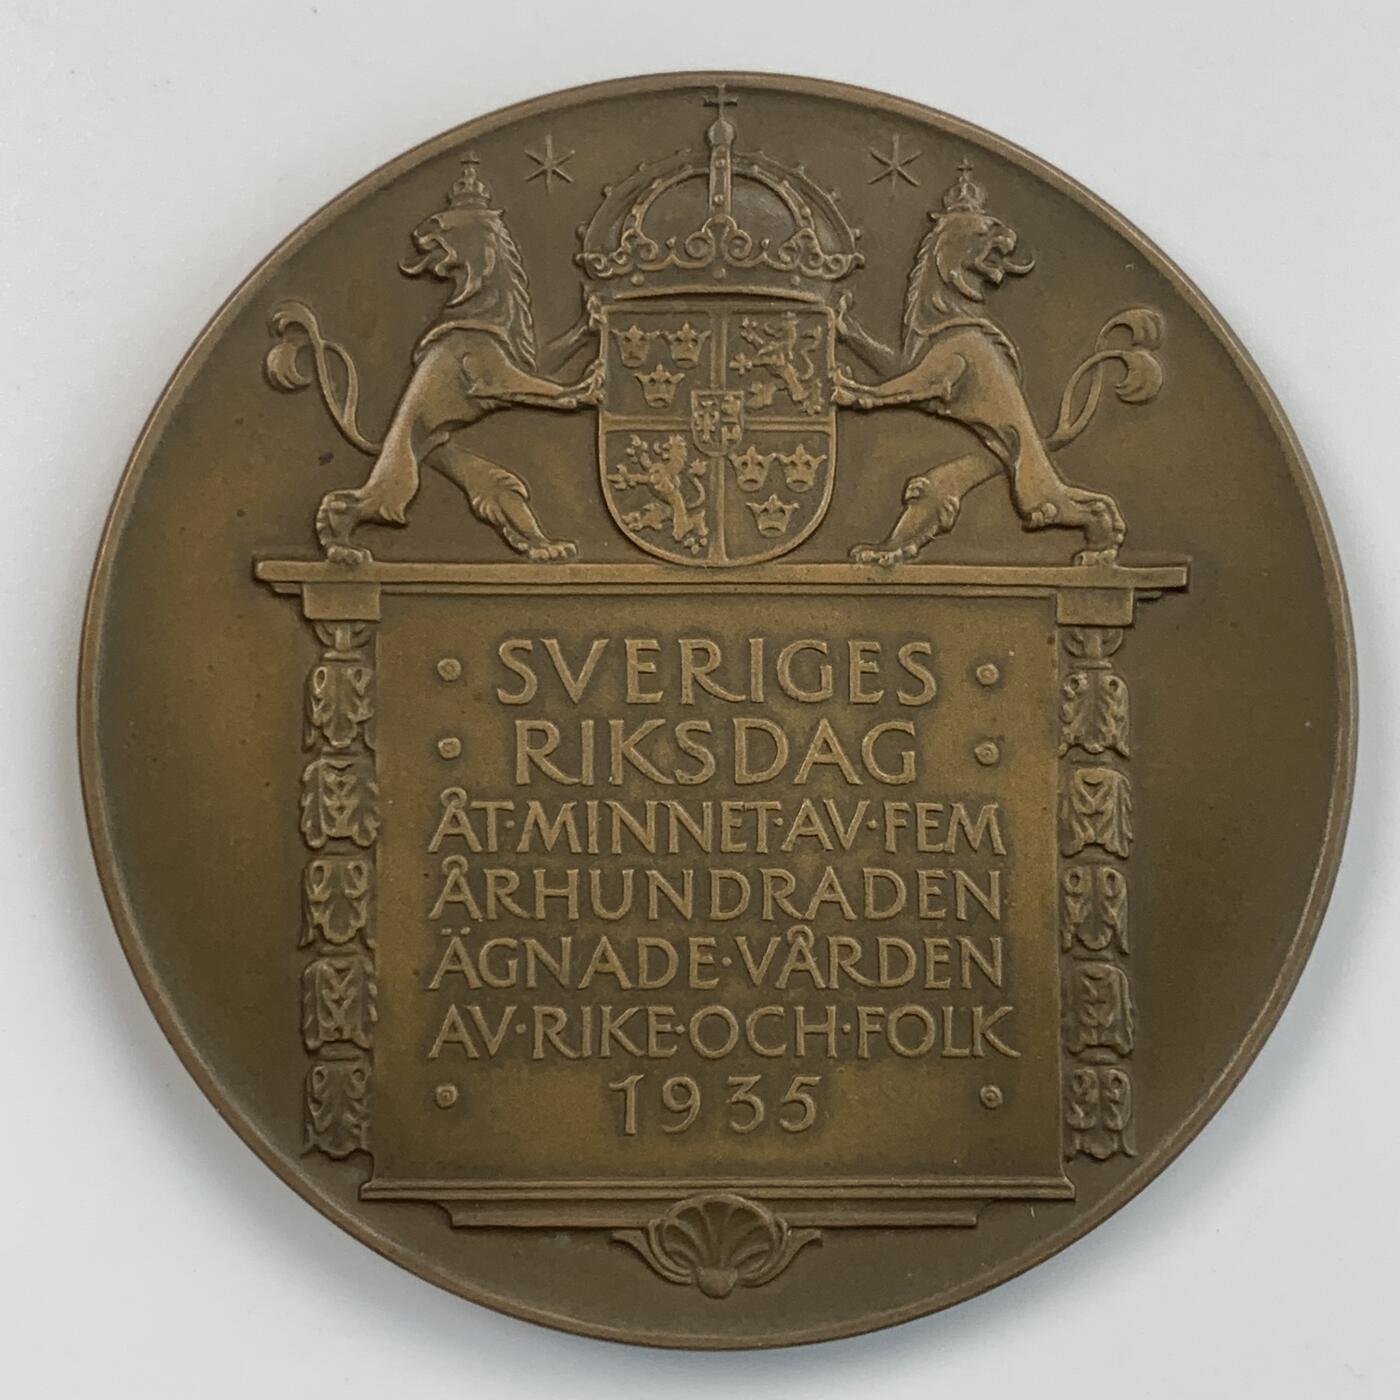 · SVERIGES ·
· RIKSDAG ·
ÅT·MINNET·AV·FEM
ÅRHUNDRADEN
ÄGNADE·VÅRDEN
AV·RIKE·OCH·FOLK
· 1935 ·